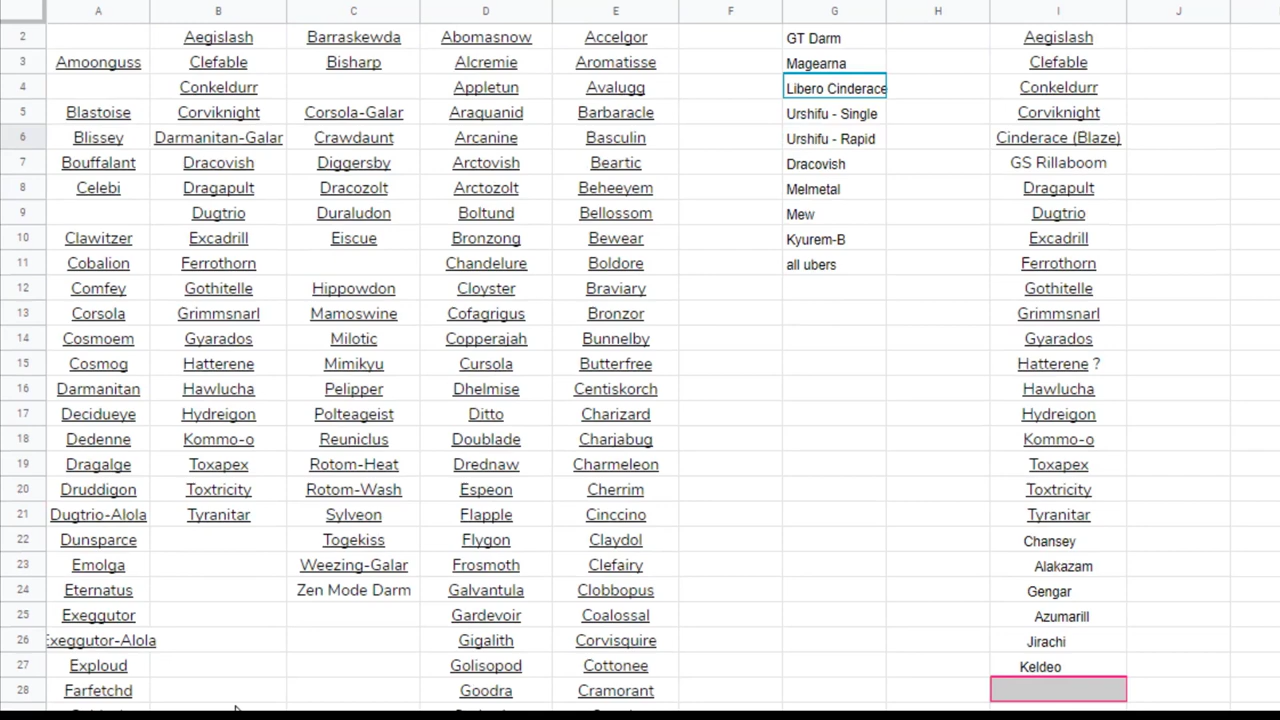 A B C D E F G H I J
2 Aegislash Barraskewda Abomasnow Accelgor GT Darm Aegislash
3 Amoonguss Clefable Bisharp Alcremie Aromatisse Magearna Clefable
4 Conkeldurr Appletun Avalugg Libero Cinderace Conkeldurr
5 Blastoise Corviknight Corsola-Galar Araquanid Barbaracle Urshifu - Single Corviknight
6 Blissey Darmanitan-Galar Crawdaunt Arcanine Basculin Urshifu - Rapid Cinderace (Blaze)
7 Bouffalant Dracovish Diggersby Arctovish Beartic Dracovish GS Rillaboom
8 Celebi Dragapult Dracozolt Arctozolt Beheeyem Melmetal Dragapult
9 Dugtrio Duraludon Boltund Bellossom Mew Dugtrio
10 Clawitzer Excadrill Eiscue Bronzong Bewear Kyurem-B Excadrill
11 Cobalion Ferrothorn Chandelure Boldore all ubers Ferrothorn
12 Comfey Gothitelle Hippowdon Cloyster Braviary Gothitelle
13 Corsola Grimmsnarl Mamoswine Cofagrigus Bronzor Grimmsnarl
14 Cosmoem Gyarados Milotic Copperajah Bunnelby Gyarados
15 Cosmog Hatterene Mimikyu Cursola Butterfree Hatterene ?
16 Darmanitan Hawlucha Pelipper Dhelmise Centiskorch Hawlucha
17 Decidueye Hydreigon Polteageist Ditto Charizard Hydreigon
18 Dedenne Kommo-o Reuniclus Doublade Charjabug Kommo-o
19 Dragalge Toxapex Rotom-Heat Drednaw Charmeleon Toxapex
20 Druddigon Toxtricity Rotom-Wash Espeon Cherrim Toxtricity
21 Dugtrio-Alola Tyranitar Sylveon Flapple Cinccino Tyranitar
22 Dunsparce Togekiss Flygon Claydol Chansey
23 Emolga Weezing-Galar Frosmoth Clefairy Alakazam
24 Eternatus Zen Mode Darm Galvantula Clobbopus Gengar
25 Exeggutor Gardevoir Coalossal Azumarill
26 Exeggutor-Alola Gigalith Corvisquire Jirachi
27 Exploud Golisopod Cottonee Keldeo
28 Farfetchd Goodra Cramorant